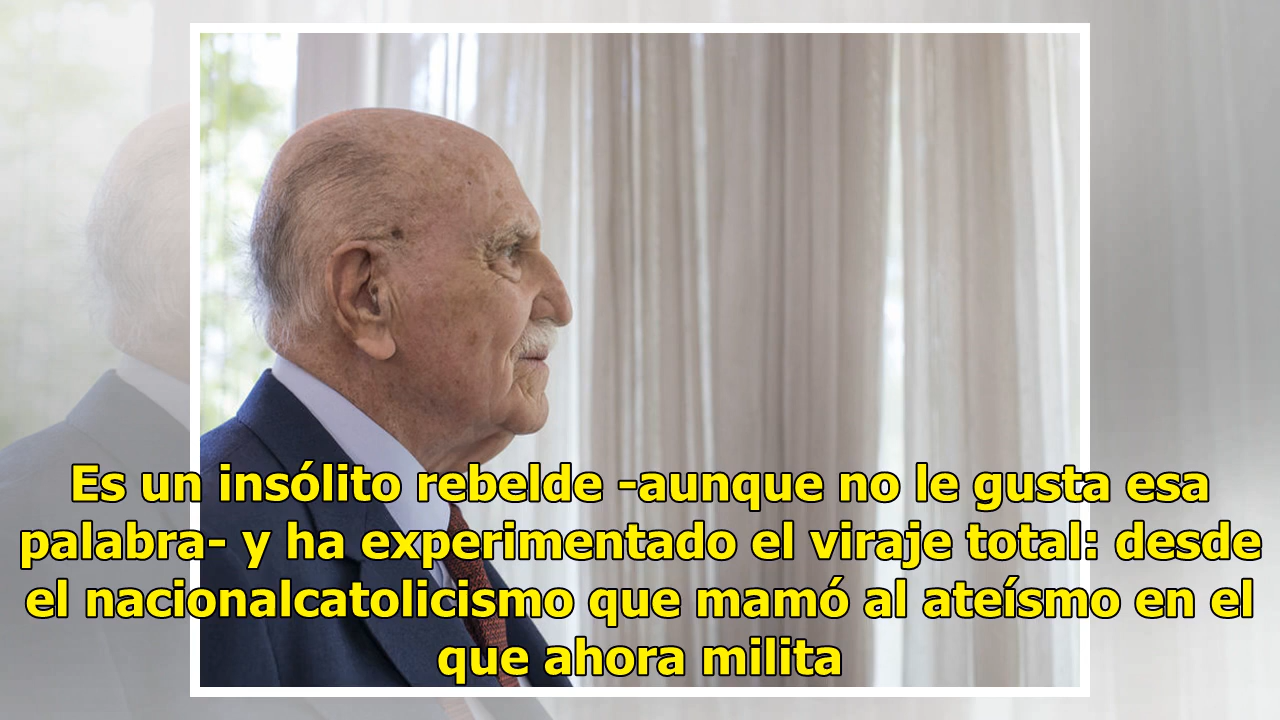 Es un insólito rebelde -aunque no le gusta esa
palabra- y ha experimentado el viraje total: desde
el nacionalcatolicismo que mamó al ateísmo en el
que ahora milita